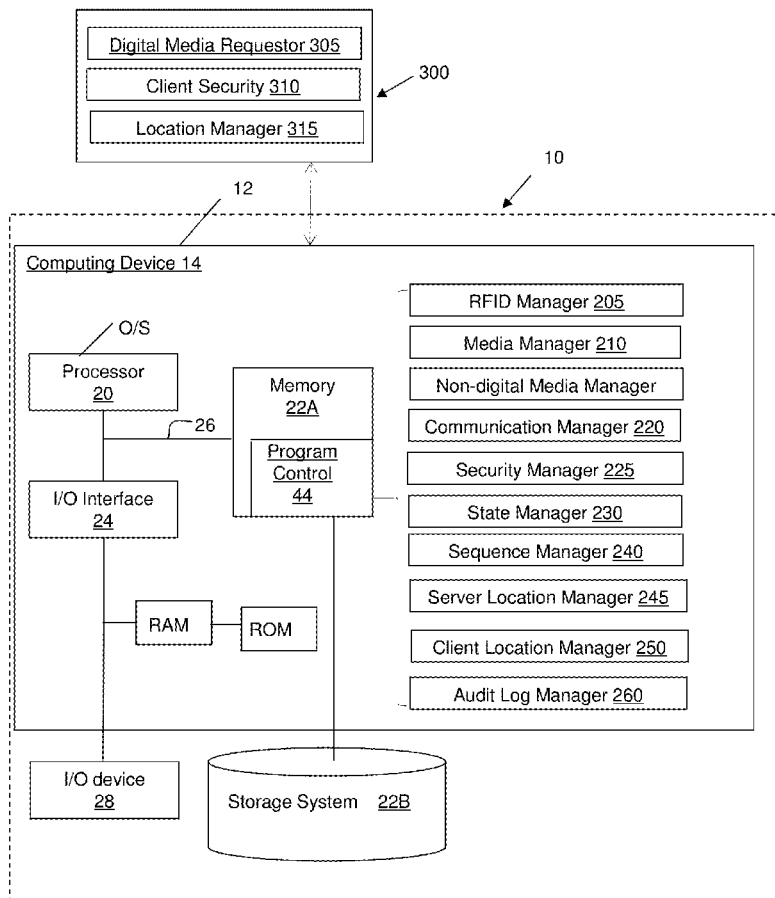 Digital Media Requestor 305
Client Security 310
Location Manager 315
300
10
12
Computing Device 14
O/S
Processor
20
26
Memory
22A
Program
Control
44
I/O Interface
24
RAM
ROM
RFID Manager 205
Media Manager 210
Non-digital Media Manager
Communication Manager 220
Security Manager 225
State Manager 230
Sequence Manager 240
Server Location Manager 245
Client Location Manager 250
Audit Log Manager 260
I/O device
28
Storage System 22B